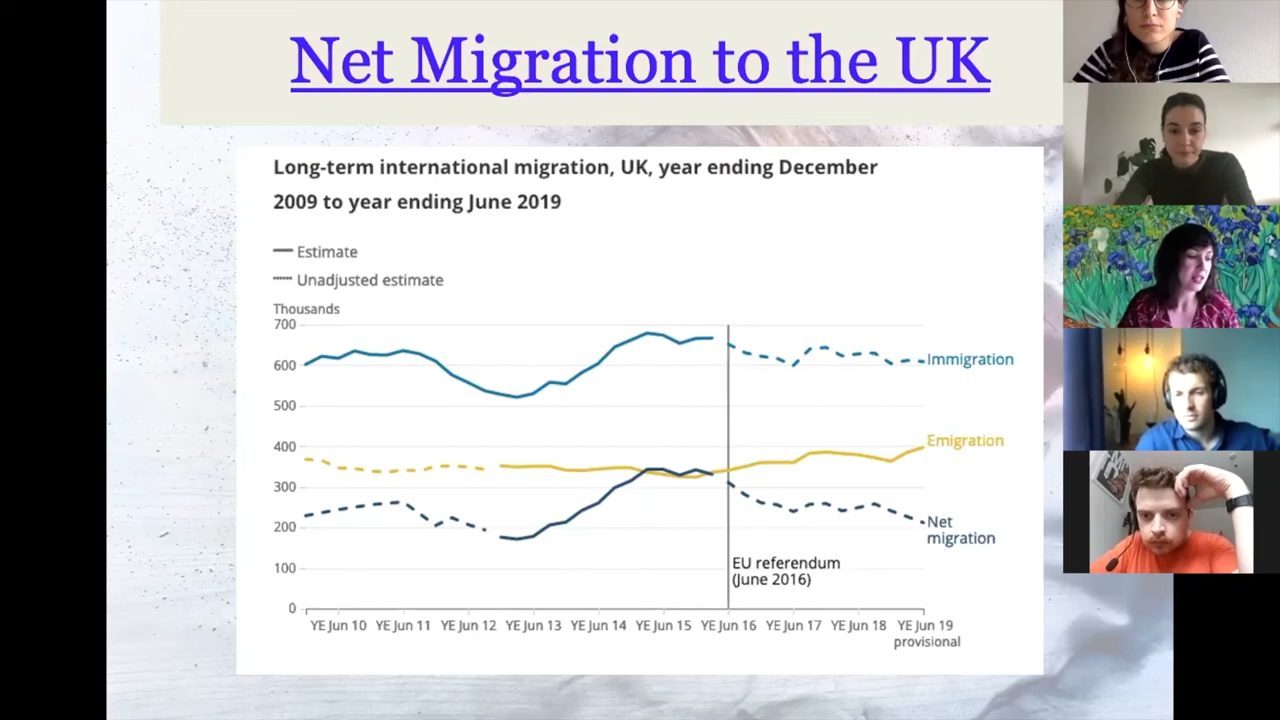 Net Migration to the UK
Long-term international migration, UK, year ending December
2009 to year ending June 2019
Estimate
Unadjusted estimate
Thousands
700
600
500
400
300
200
100
0
Immigration
Emigration
Net
migration
EU referendum
(June 2016)
YE Jun 10 YE Jun 11 YE Jun 12 YE Jun 13 YE Jun 14 YE Jun 15 YE Jun 16 YE Jun 17 YE Jun 18 YE Jun 19
provisional